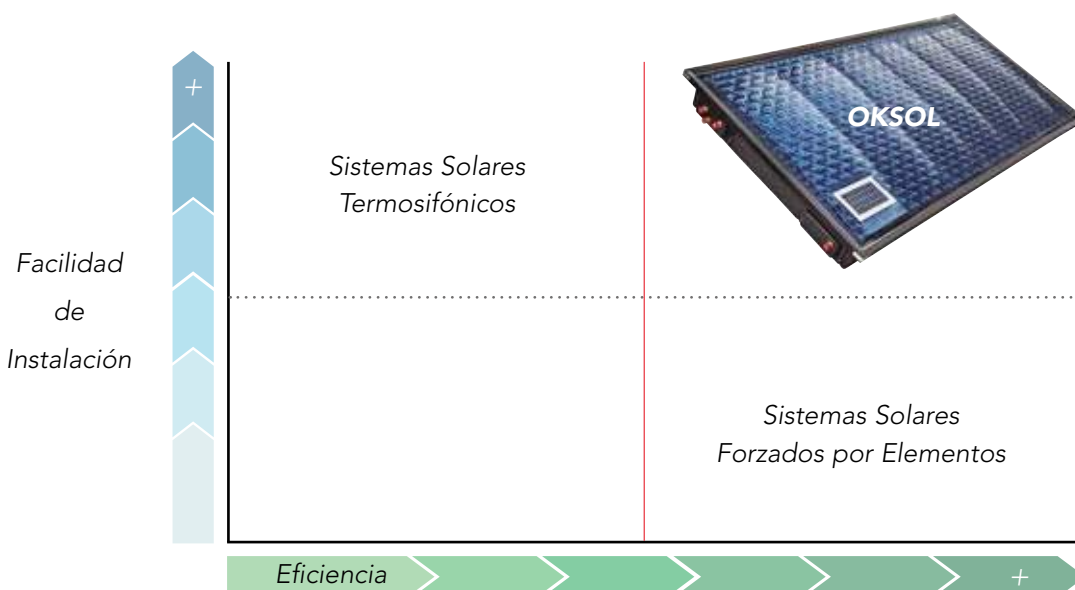 +
OKSOL
Sistemas Solares
Termosifónicos
Facilidad
de
Instalación
Sistemas Solares
Forzados por Elementos
Eficiencia
+